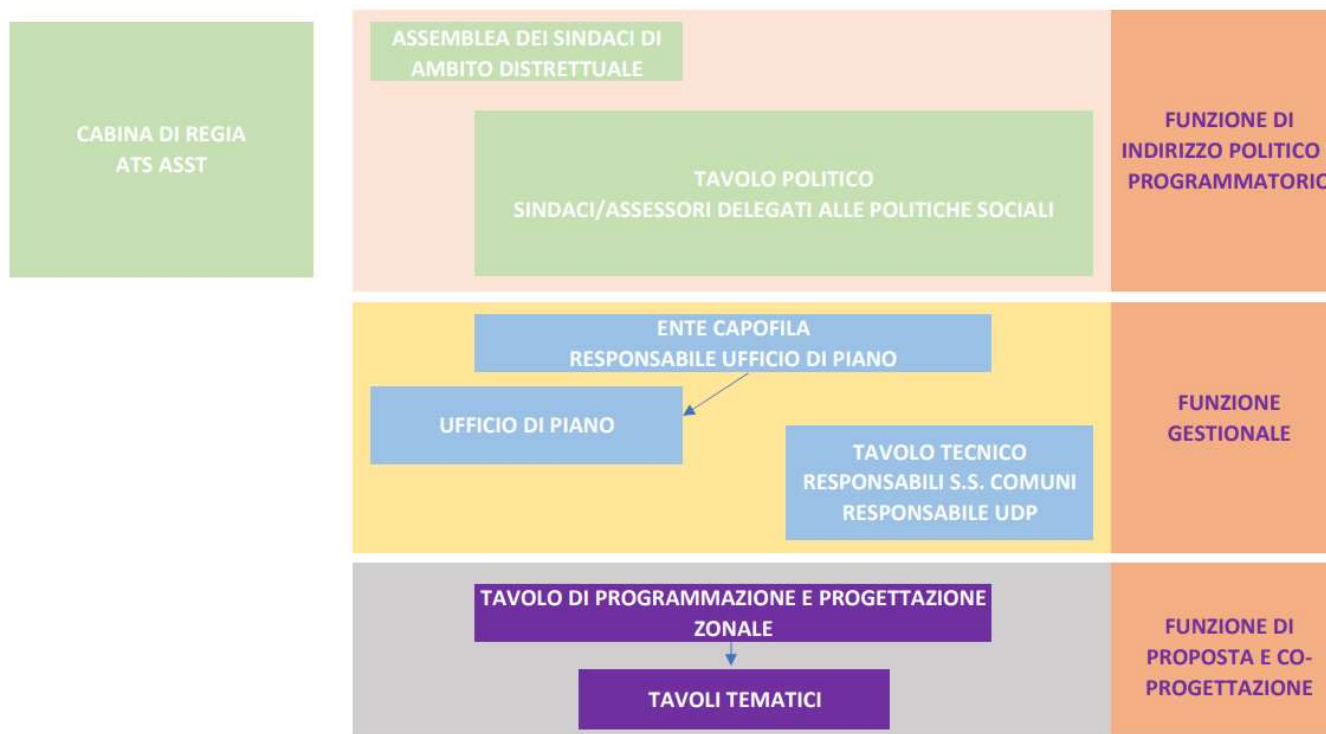 CABINA DI REGIA
ATS ASST
ASSEMBLEA DEI SINDACI DI
AMBITO DISTRETTUALE
TAVOLO POLITICO
SINDACI/ASSESSORI DELEGATI ALLE POLITICHE SOCIALI
FUNZIONE DI
INDIRIZZO POLITICO
PROGRAMMATORIO
ENTE CAPOFILA
RESPONSABILE UFFICIO DI PIANO
UFFICIO DI PIANO
TAVOLO TECNICO
RESPONSABILI S.S. COMUNI
RESPONSABILE UDP
FUNZIONE
GESTIONALE
TAVOLO DI PROGRAMMAZIONE E PROGETTAZIONE
ZONALE
TAVOLI TEMATICI
FUNZIONE DI
PROPOSTA E CO-
PROGETTAZIONE